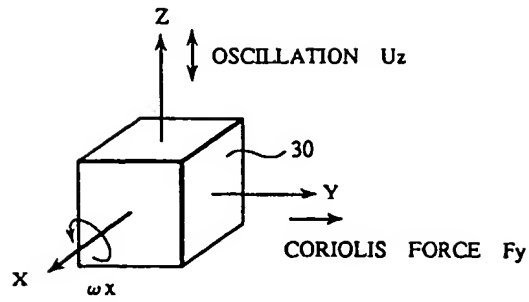 Z
OSCILLATION Uz
30
Y
CORIOLIS FORCE Fy
X
ωx